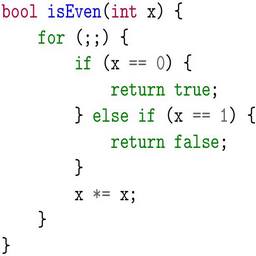 bool isEven(int x) {
    for (;;) {
        if (x == 0) {
            return true;
        } else if (x == 1) {
            return false;
        }
        x *= x;
    }
}